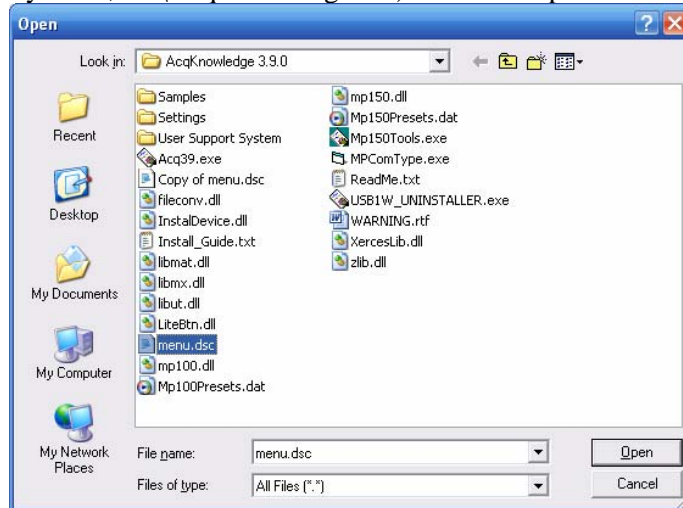 Open
Look in:
AcqKnowledge 3.9.0
Recent
Desktop
My Documents
My Computer
My Network
Places
Samples
Settings
User Support System
Acq39.exe
Copy of menu.dsc
fileconv.dll
InstalDevice.dll
Install_Guide.txt
libmat.dll
libmx.dll
libut.dll
LiteBtn.dll
menu.dsc
mp100.dll
Mp100Presets.dat
mp150.dll
Mp150Presets.dat
Mp150Tools.exe
MPComType.exe
ReadMe.txt
USB1W_UNINSTALLER.exe
WARNING.rtf
XercesLib.dll
zlib.dll
File name:
menu.dsc
Open
Files of type:
All Files (*.*)
Cancel